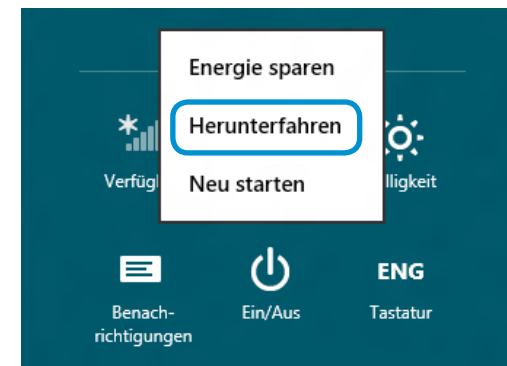 Energie sparen
Herunterfahren
Neu starten
Ein/Aus
ENG
Benach-
richtigungen
Tastatur